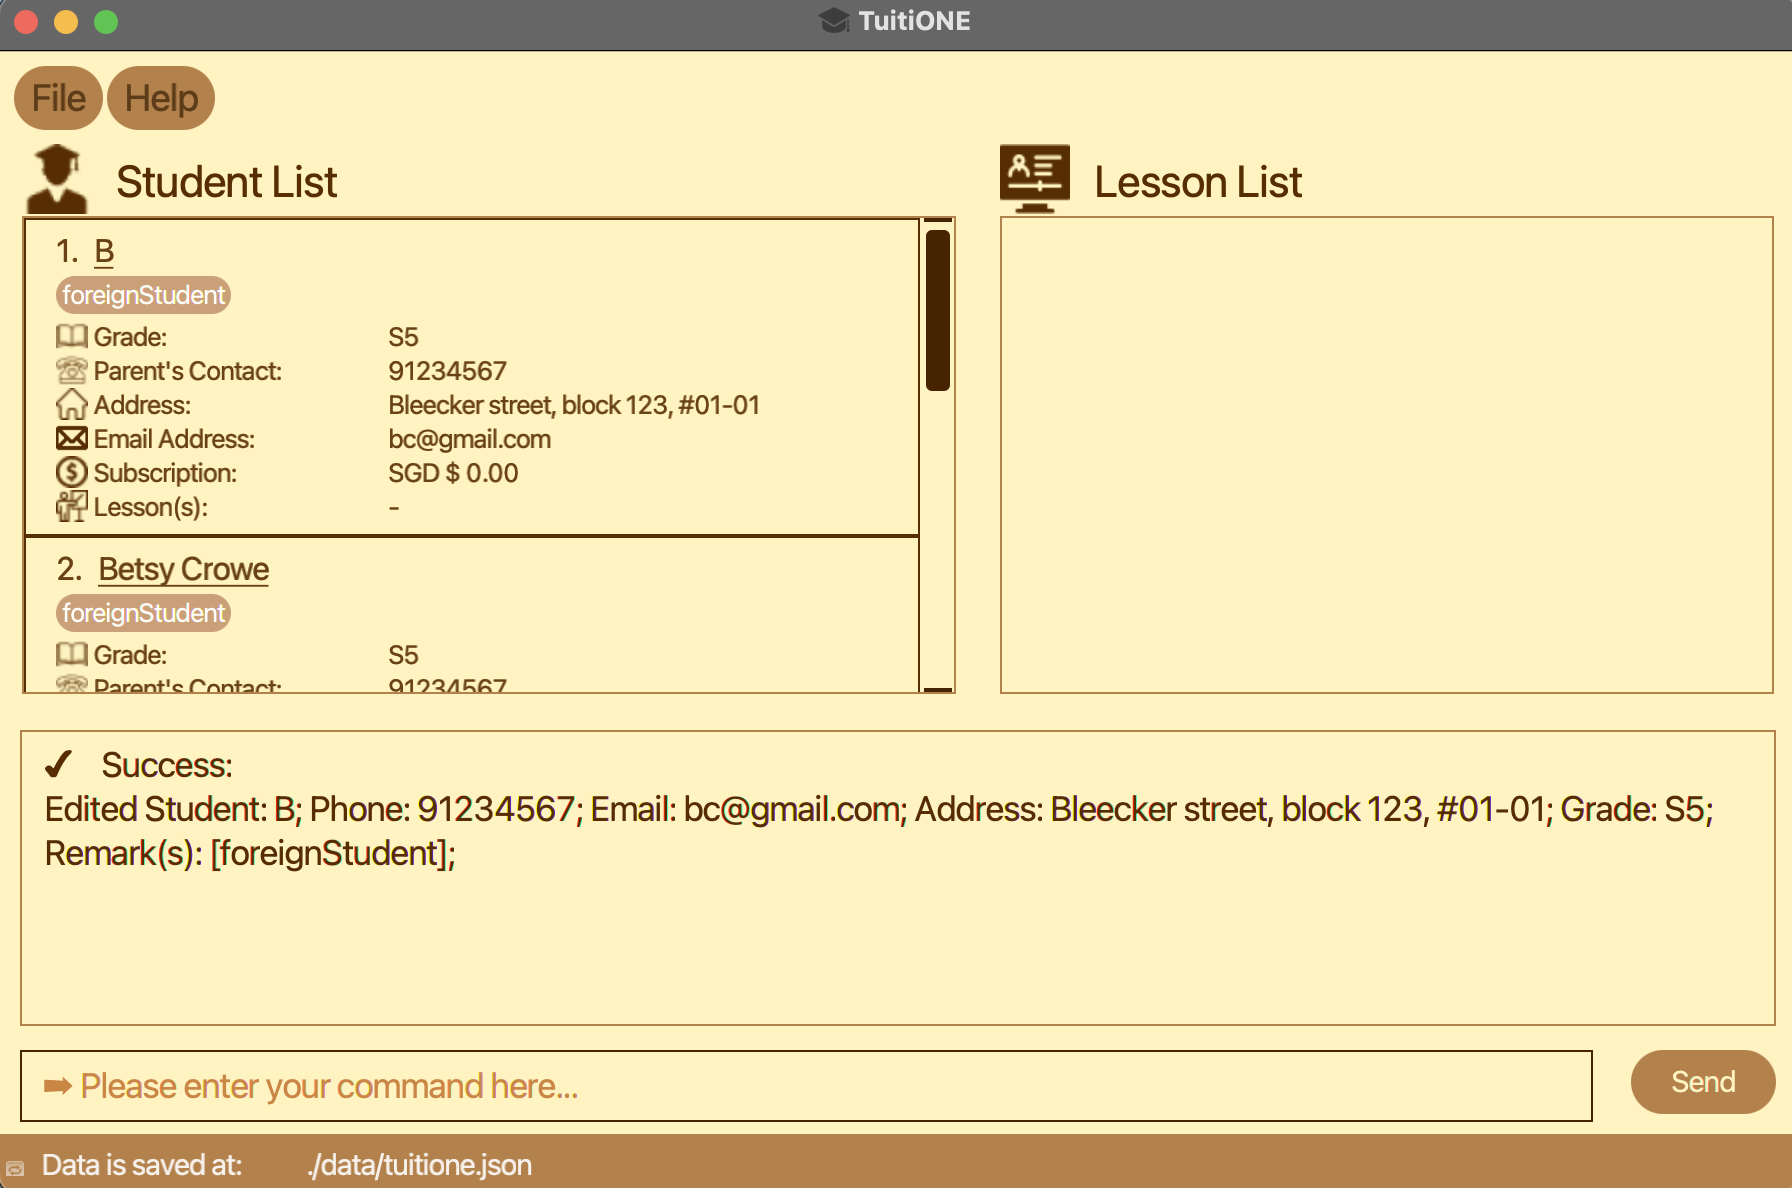 TuitiONE
File Help
Student List
1. B
foreignStudent
Grade: S5
Parent's Contact: 91234567
Address: Bleecker street, block 123, #01-01
Email Address: bc@gmail.com
Subscription: SGD $ 0.00
Lesson(s): -
2. Betsy Crowe
foreignStudent
Grade: S5
Parent's Contact: 91234567
Lesson List
✔ Success:
Edited Student: B; Phone: 91234567; Email: bc@gmail.com; Address: Bleecker street, block 123, #01-01; Grade: S5;
Remark(s): [foreignStudent];
➡ Please enter your command here...
Send
Data is saved at: ./data/tuitione.json